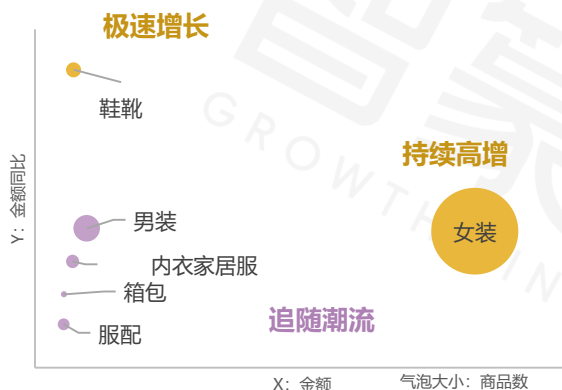 极速增长
鞋靴
持续高增
Y：金额同比
男装
女装
内衣家居服
箱包
追随潮流
服配
X：金额
气泡大小：商品数
GROWTH
IN